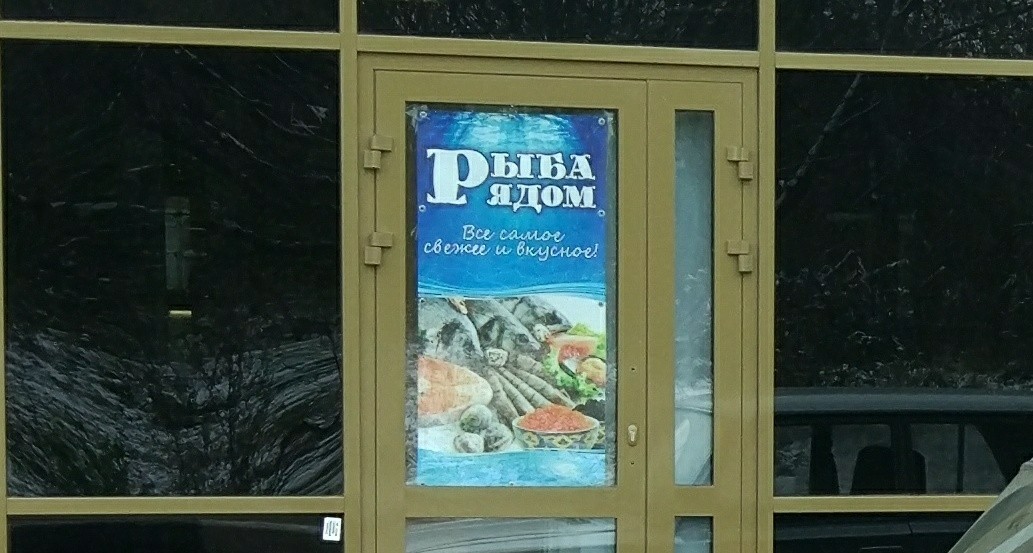 Рыба
рядом
Все самое
свежее и вкусное!